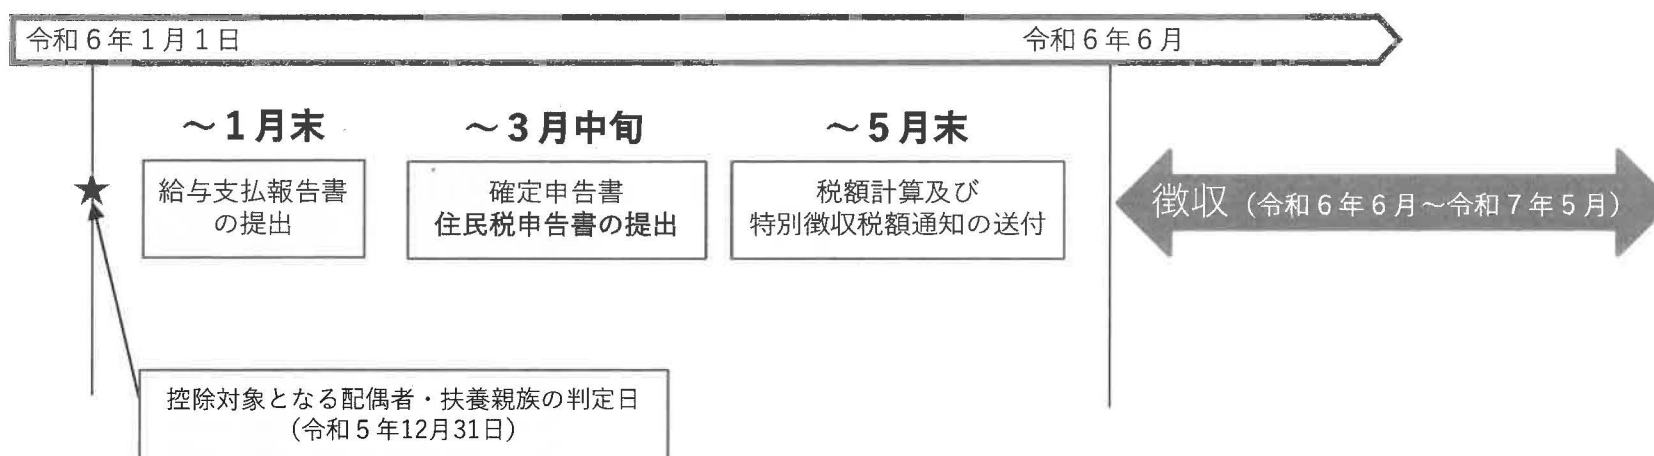 令和6年1月1日
令和6年6月
~1月末
~3月中旬
~5月末
給与支払報告書
の提出
確定申告書
住民税申告書の提出
税額計算及び
特別徴収税額通知の送付
徴収(令和6年6月~令和7年5月)
控除対象となる配偶者・扶養親族の判定日
(令和5年12月31日)